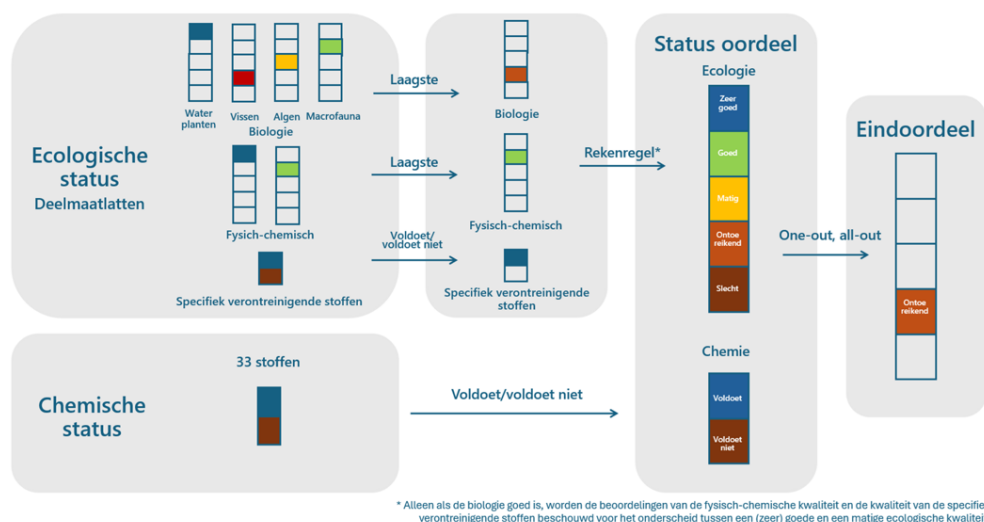 Ecologische
status
Deelmaatlatten
Water
planten
Vissen
Algen
Macrofauna
Biologie
Fysich-chemisch
Specifiek verontreinigende stoffen
Laagste
Laagste
Voldoet/
voldoet niet
Biologie
Fysisch-chemisch
Specifiek verontreinigende
stoffen
Rekenregel*
Status oordeel
Ecologie
Zeer
goed
Goed
Matig
Ontoe
reikend
Slecht
One-out, all-out
Eindoordeel
Ontoe
reikend
Chemische
status
33 stoffen
Voldoet/voldoet niet
Chemie
Voldoet
Voldoet
niet
* Alleen als de biologie goed is, worden de beoordelingen van de fysisch-chemische kwaliteit en de kwaliteit van de specifie
verontreinigende stoffen beschouwd voor het onderscheid tussen een (zeer) goede en een matige ecologische kwaliteit